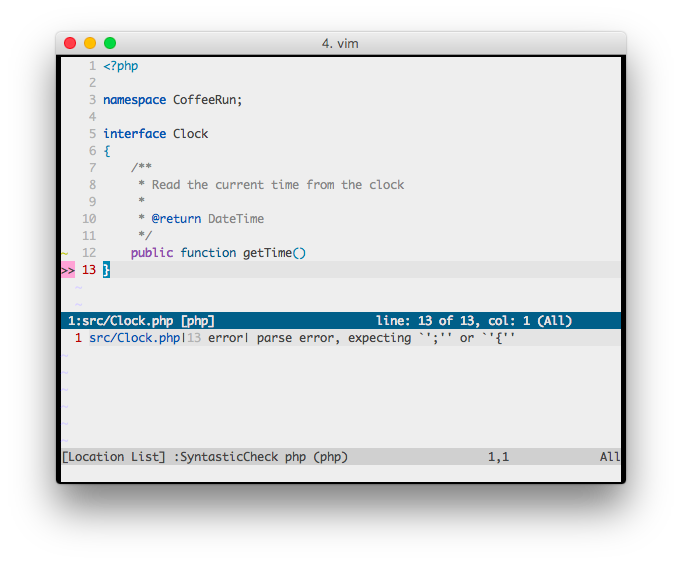 4. vim
1 <?php
2
3 namespace CoffeeRun;
4
5 interface Clock
6 {
7     /**
8      * Read the current time from the clock
9      *
10      * @return DateTime
11      */
~ 12     public function getTime()
>> 13 }
~
~
1:src/Clock.php [php] line: 13 of 13, col: 1 (All)
1 src/Clock.php|13 error| parse error, expecting `';'' or `'{''
~
~
~
~
~
~
[Location List] :SyntasticCheck php (php) 1,1 All